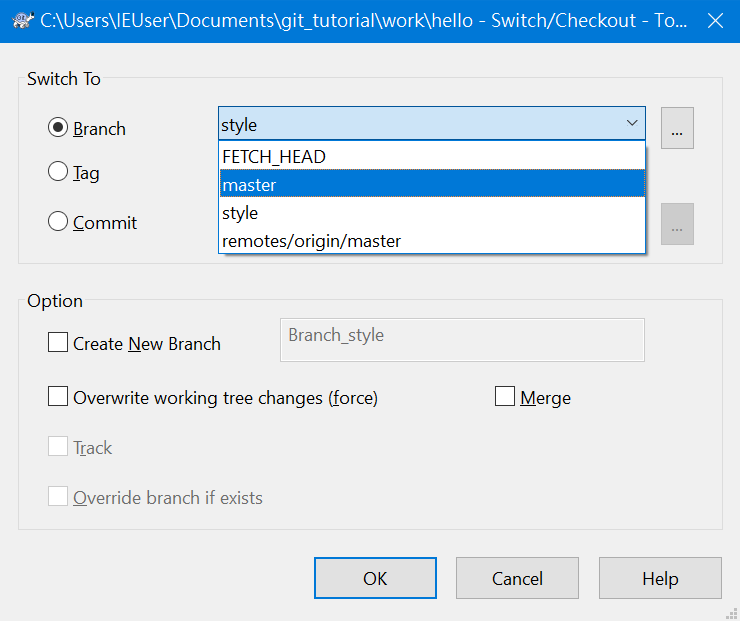 C:\Users\IEUser\Documents\git_tutorial\work\hello - Switch/Checkout - To...
Switch To
Branch
style
...
FETCH_HEAD
Tag
master
style
Commit
...
remotes/origin/master
Option
Create New Branch
Branch_style
Overwrite working tree changes (force)
Merge
Track
Override branch if exists
OK
Cancel
Help